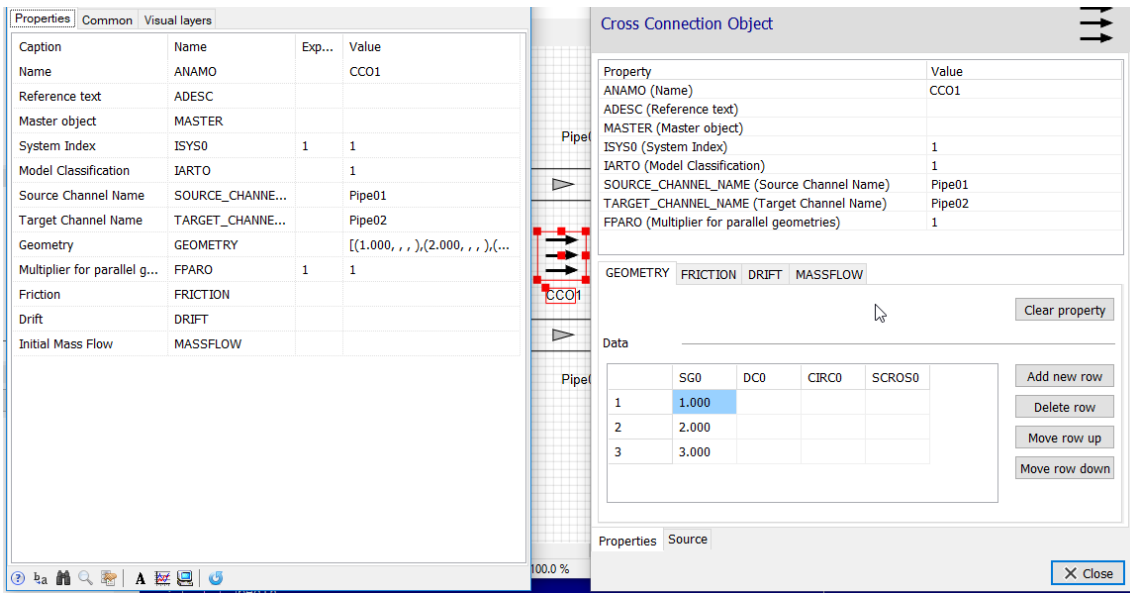 Properties Common Visual layers
Caption Name Exp... Value
Name ANAMO CCO1
Reference text ADESC
Master object MASTER
System Index ISYS0 1 1
Model Classification IARTO 1
Source Channel Name SOURCE_CHANNE... Pipe01
Target Channel Name TARGET_CHANNE... Pipe02
Geometry GEOMETRY [(1.000, , , ),(2.000, , , ),(...
Multiplier for parallel g... FPARO 1 1
Friction FRICTION
Drift DRIFT
Initial Mass Flow MASSFLOW
CCO1
100.0 %
Cross Connection Object
Property Value
ANAMO (Name) CCO1
ADESC (Reference text)
MASTER (Master object)
ISYS0 (System Index) 1
IARTO (Model Classification) 1
SOURCE_CHANNEL_NAME (Source Channel Name) Pipe01
TARGET_CHANNEL_NAME (Target Channel Name) Pipe02
FPARO (Multiplier for parallel geometries) 1
GEOMETRY FRICTION DRIFT MASSFLOW
Clear property
Data
SG0 DC0 CIRC0 SCROS0
1 1.000
2 2.000
3 3.000
Add new row
Delete row
Move row up
Move row down
Properties Source
Close